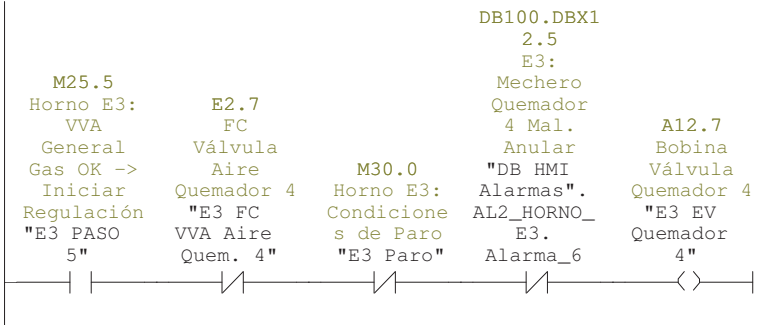 M25.5
Horno E3:
VVA
General
Gas OK ->
Iniciar
Regulación
"E3 PASO
5"
E2.7
FC
Válvula
Aire
Quemador 4
"E3 FC
VVA Aire
Quem. 4"
M30.0
Horno E3:
Condicione
s de Paro
"E3 Paro"
DB100.DBX1
2.5
E3:
Mechero
Quemador
4 Mal.
Anular
"DB HMI
Alarmas".
AL2_HORNO_
E3.
Alarma_6
A12.7
Bobina
Válvula
Quemador 4
"E3 EV
Quemador
4"